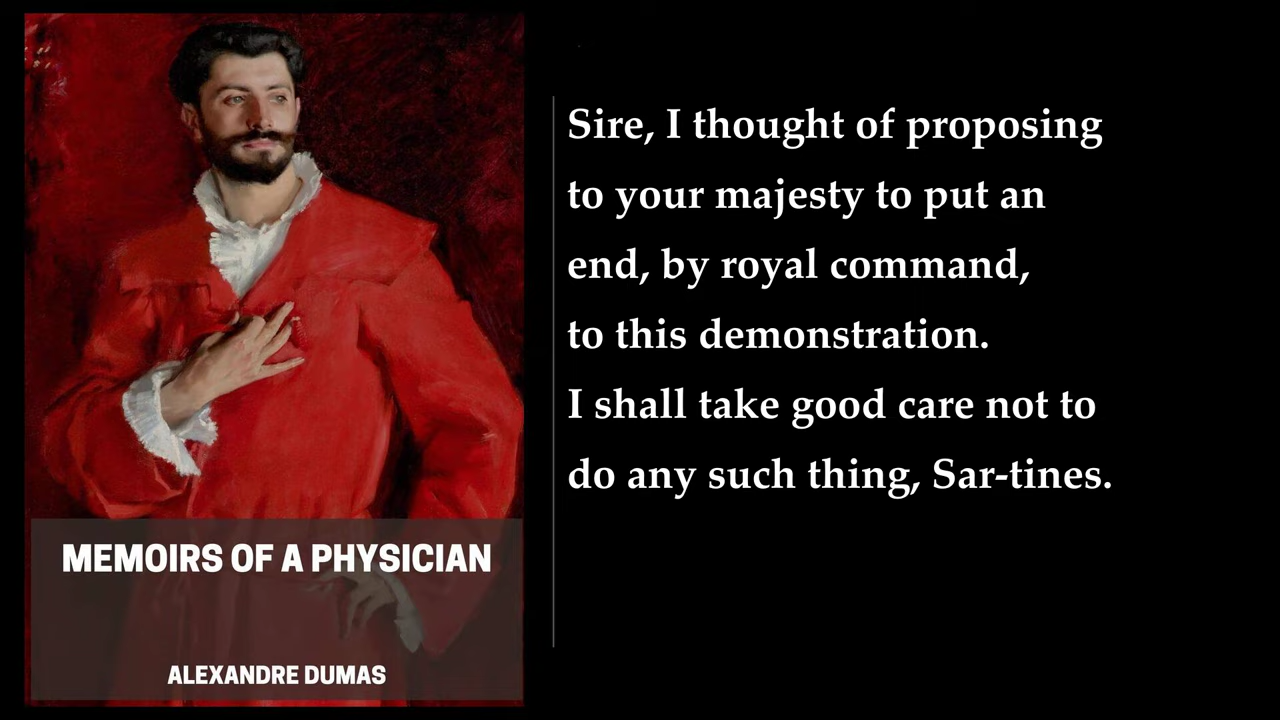 MEMOIRS OF A PHYSICIAN
ALEXANDRE DUMAS
Sire, I thought of proposing
to your majesty to put an
end, by royal command,
to this demonstration.
I shall take good care not to
do any such thing, Sar-tines.